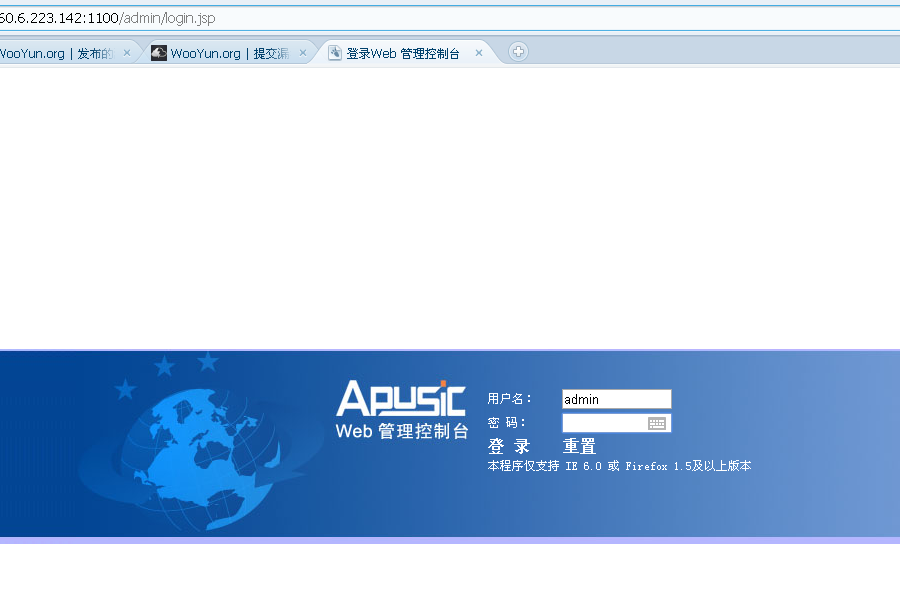 60.6.223.142:1100/admin/login.jsp
WooYun.org | 发布的
WooYun.org | 提交漏
登录Web 管理控制台
Apusic
Web 管理控制台
用户名：
admin
密 码：
登 录 重置
本程序仅支持 IE 6.0 或 Firefox 1.5及以上版本